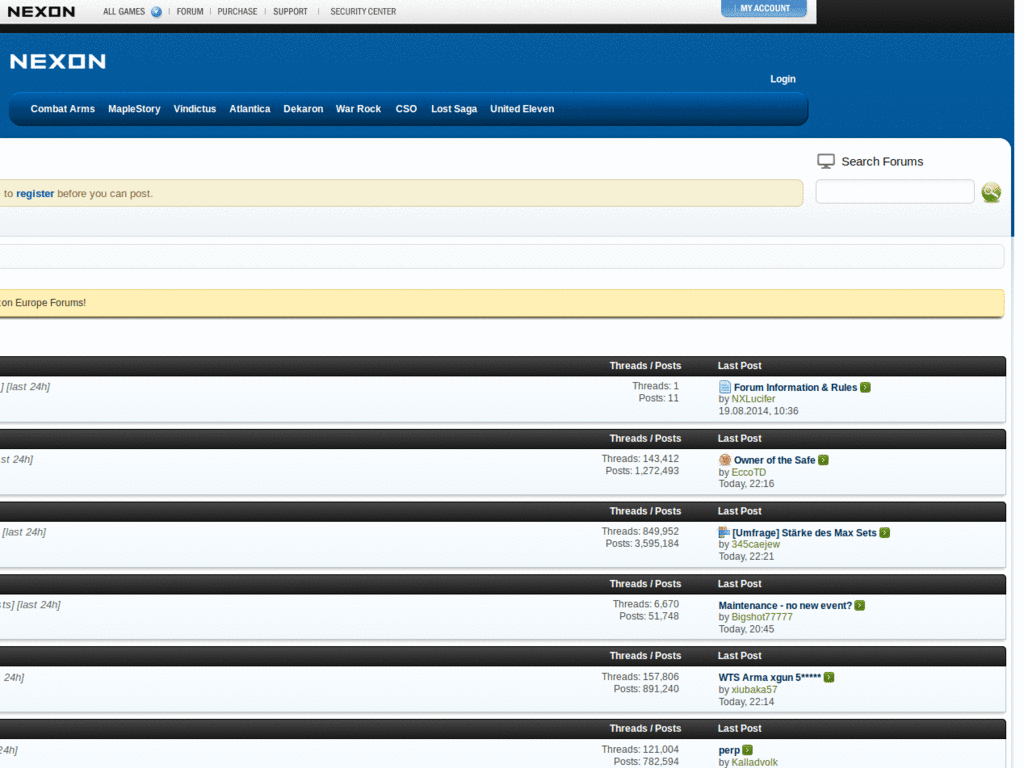 NEXON ALL GAMES FORUM PURCHASE SUPPORT SECURITY CENTER MY ACCOUNT
NEXON
Login
Combat Arms MapleStory Vindictus Atlantica Dekaron War Rock CSO Lost Saga United Eleven
Search Forums
to register before you can post.
on Europe Forums!
Threads / Posts Last Post
] [last 24h] Threads: 1 Forum Information & Rules
Posts: 11 by NXLucifer
19.08.2014, 10:36
Threads / Posts Last Post
st 24h] Threads: 143,412 Owner of the Safe
Posts: 1,272,493 by EccoTD
Today, 22:16
Threads / Posts Last Post
[last 24h] Threads: 849,952 [Umfrage] Stärke des Max Sets
Posts: 3,595,184 by 345caejew
Today, 22:21
Threads / Posts Last Post
ts] [last 24h] Threads: 6,670 Maintenance - no new event?
Posts: 51,748 by Bigshot77777
Today, 20:45
Threads / Posts Last Post
24h] Threads: 157,806 WTS Arma xgun 5*****
Posts: 891,240 by xiubaka57
Today, 22:14
Threads / Posts Last Post
24h] Threads: 121,004 perp
Posts: 782,594 by Kalladvolk